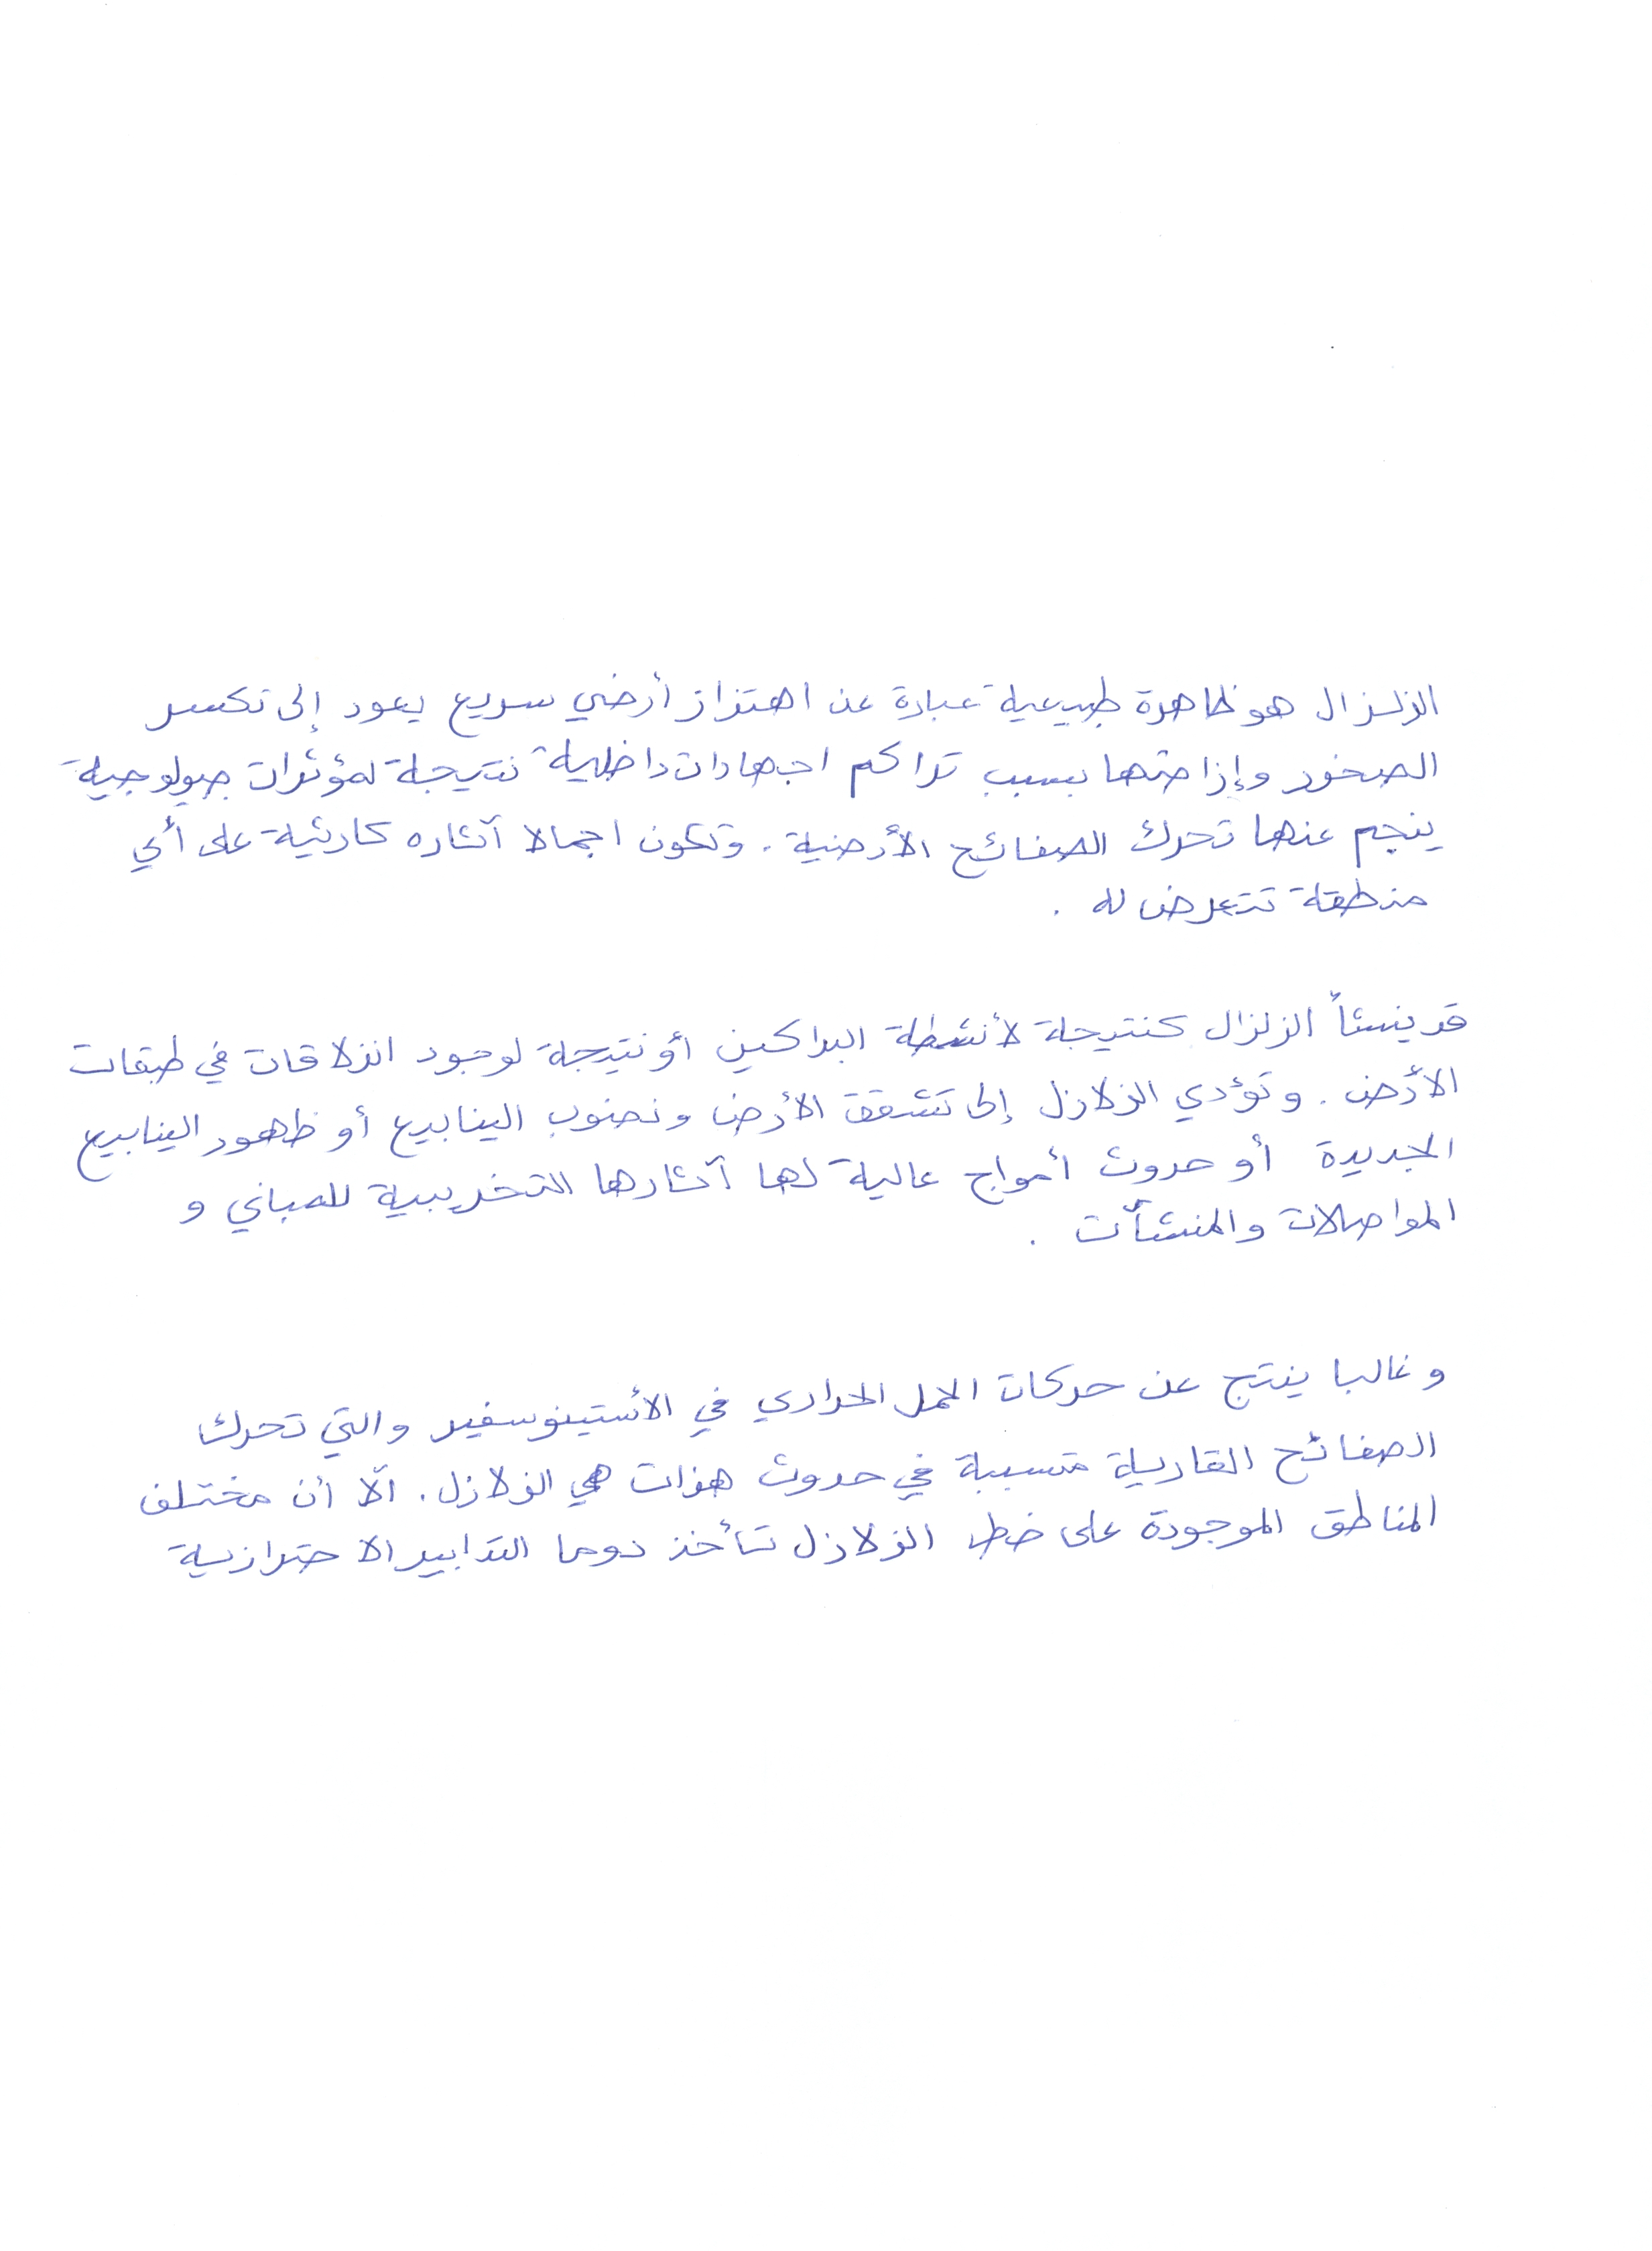 الزلزال هو ظاهرة طبيعية عبارة عن اهتزاز أرضي سريع يعود إلى تكسر
الصخور وإزاحتها بسبب تراكم اجهادات داخلية نتيجة لمؤثرات جيولوجية
ينجم عنها تحرك الصفائح الأرضية . وتكون اجمالا آثاره كارثية على أي
منطقة تتعرض له .
قد ينشأ الزلزال كنتيجة لأنشطة البراكين أو نتيجة لوجود انزلاقات في طبقات
الأرض . وتؤدي الزلازل إلى تشقق الأرض ونضوب الينابيع أو ظهور الينابيع
الجديدة أو حدوث أمواج عالية لها آثارها التخريبية للمباني و
المواصلات والمنشآت .
وغالبا ينتج عن حركات الحمل الحراري في الأستينوسفير والتي تحرك
الصفائح القارية متسببة في حدوث هزات هي الزلازل . الّا أن مختلف
المناطق الموجودة على خط الزلازل تأخذ دوما التدابير الاحترازية